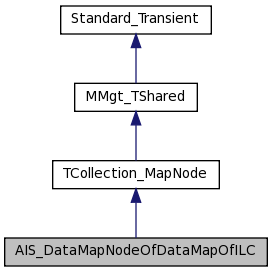 Standard_Transient
MMgt_TShared
TCollection_MapNode
AIS_DataMapNodeOfDataMapOfILC